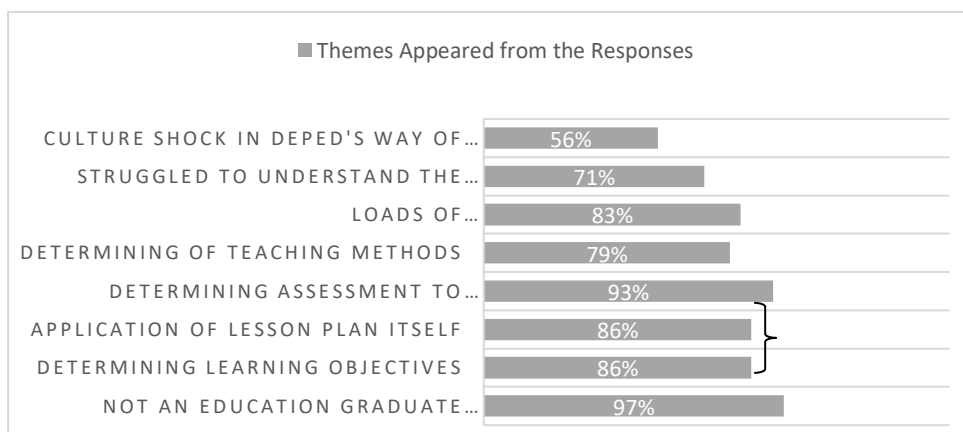 Themes Appeared from the Responses
CULTURE SHOCK IN DEPED'S WAY OF…
56%
STRUGGLED TO UNDERSTAND THE…
71%
LOADS OF…
83%
DETERMINING OF TEACHING METHODS
79%
DETERMINING ASSESSMENT TO…
93%
APPLICATION OF LESSON PLAN ITSELF
86%
DETERMINING LEARNING OBJECTIVES
86%
NOT AN EDUCATION GRADUATE…
97%